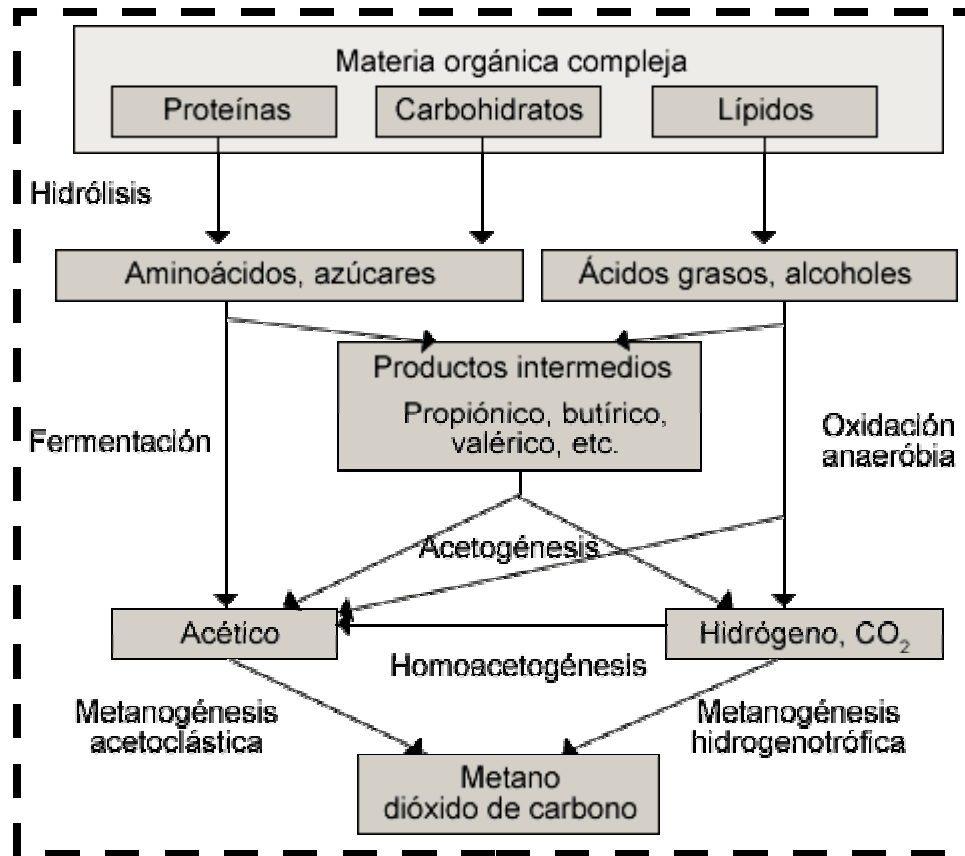 Materia orgánica compleja
Proteínas
Carbohidratos
Lípidos
Hidrólisis
Aminoácidos, azúcares
Ácidos grasos, alcoholes
Productos intermedios
Propiónico, butírico,
valérico, etc.
Fermentación
Oxidación
anaeróbia
Acetogénesis
Acético
Hidrógeno, CO₂
Homoacetogénesis
Metanogénesis
acetoclástica
Metanogénesis
hidrogenotrófica
Metano
dióxido de carbono